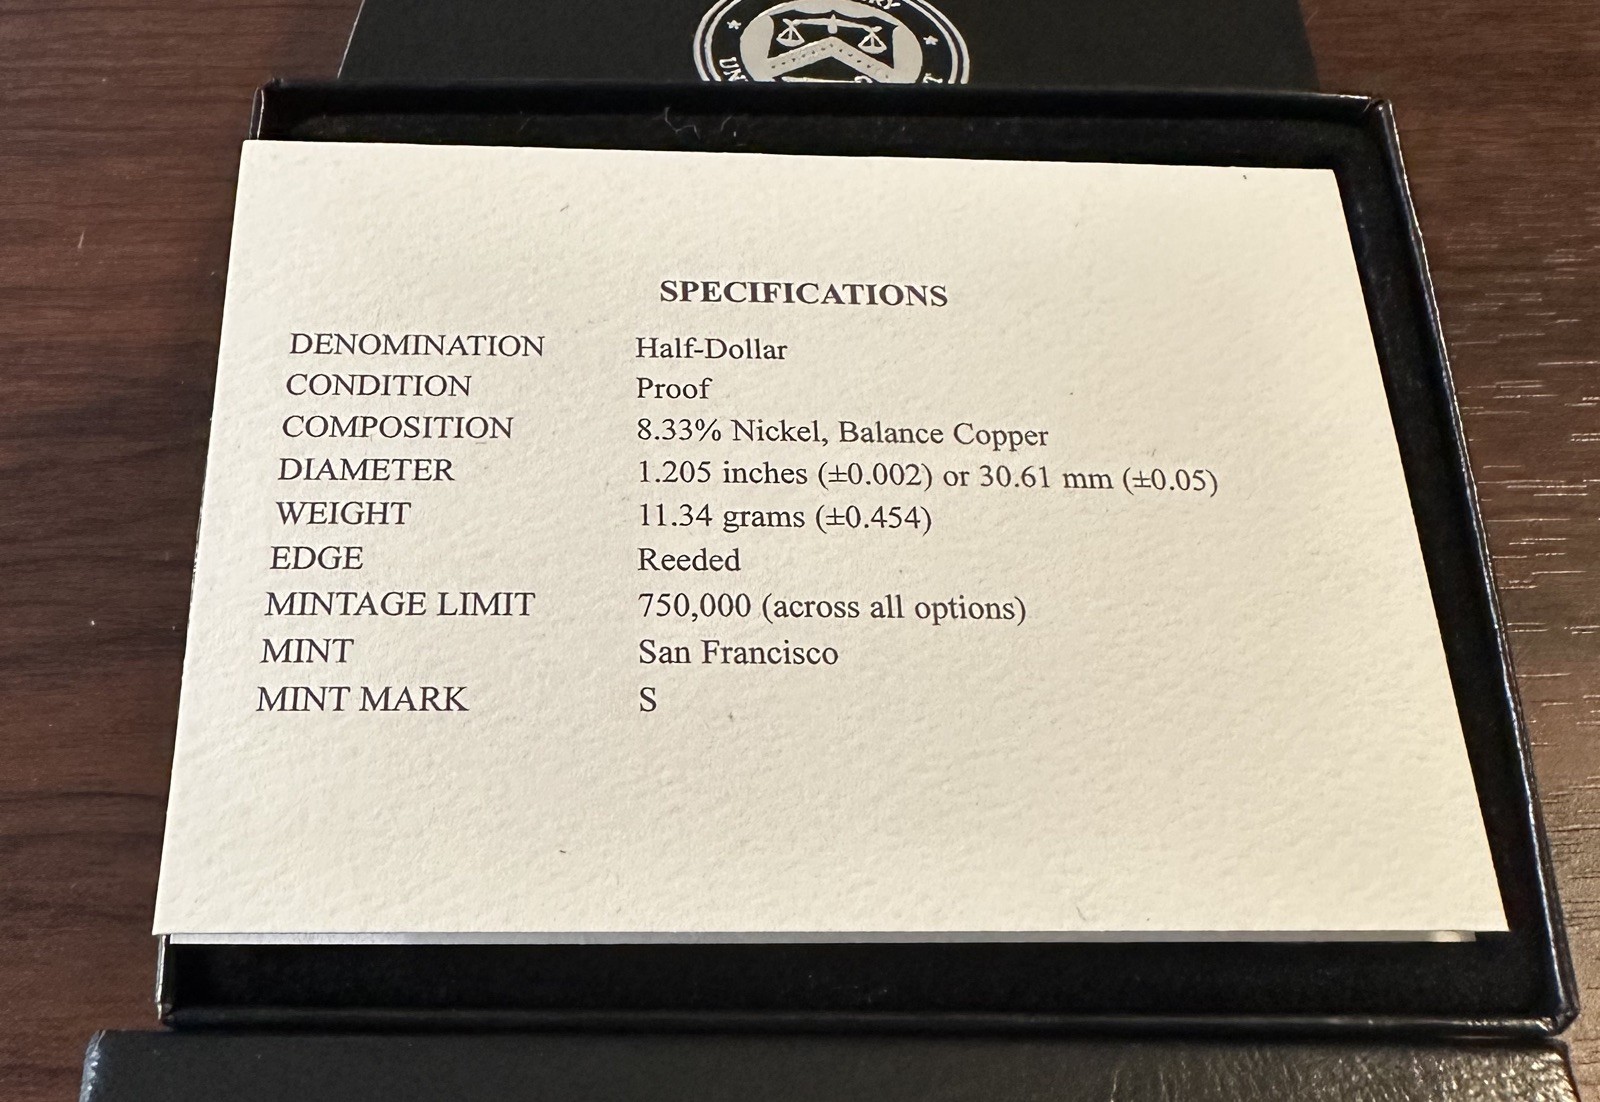 SPECIFICATIONS
DENOMINATION Half-Dollar
CONDITION Proof
COMPOSITION 8.33% Nickel, Balance Copper
DIAMETER 1.205 inches (±0.002) or 30.61 mm (±0.05)
WEIGHT 11.34 grams (±0.454)
EDGE Reeded
MINTAGE LIMIT 750,000 (across all options)
MINT San Francisco
MINT MARK S